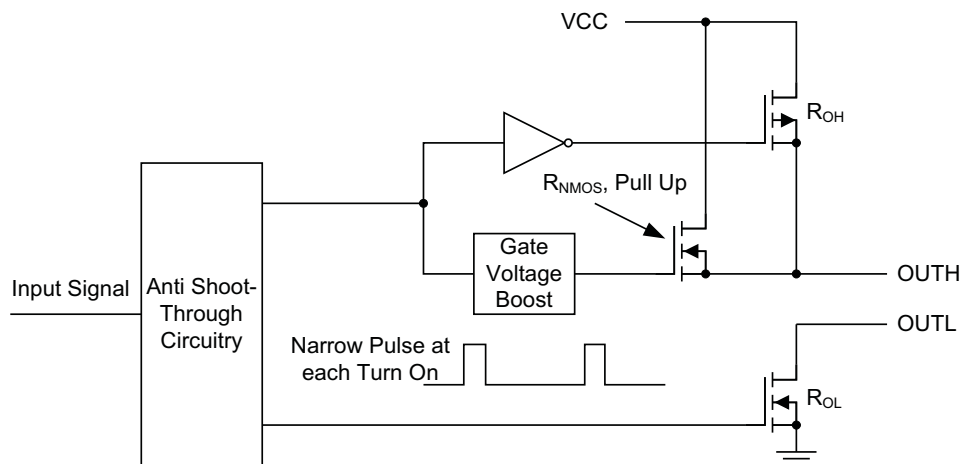 VCC
R_OH
R_NMOS, Pull Up
Gate
Voltage
Boost
Input Signal
Anti Shoot-
Through
Circuitry
OUTH
OUTL
Narrow Pulse at
each Turn On
R_OL